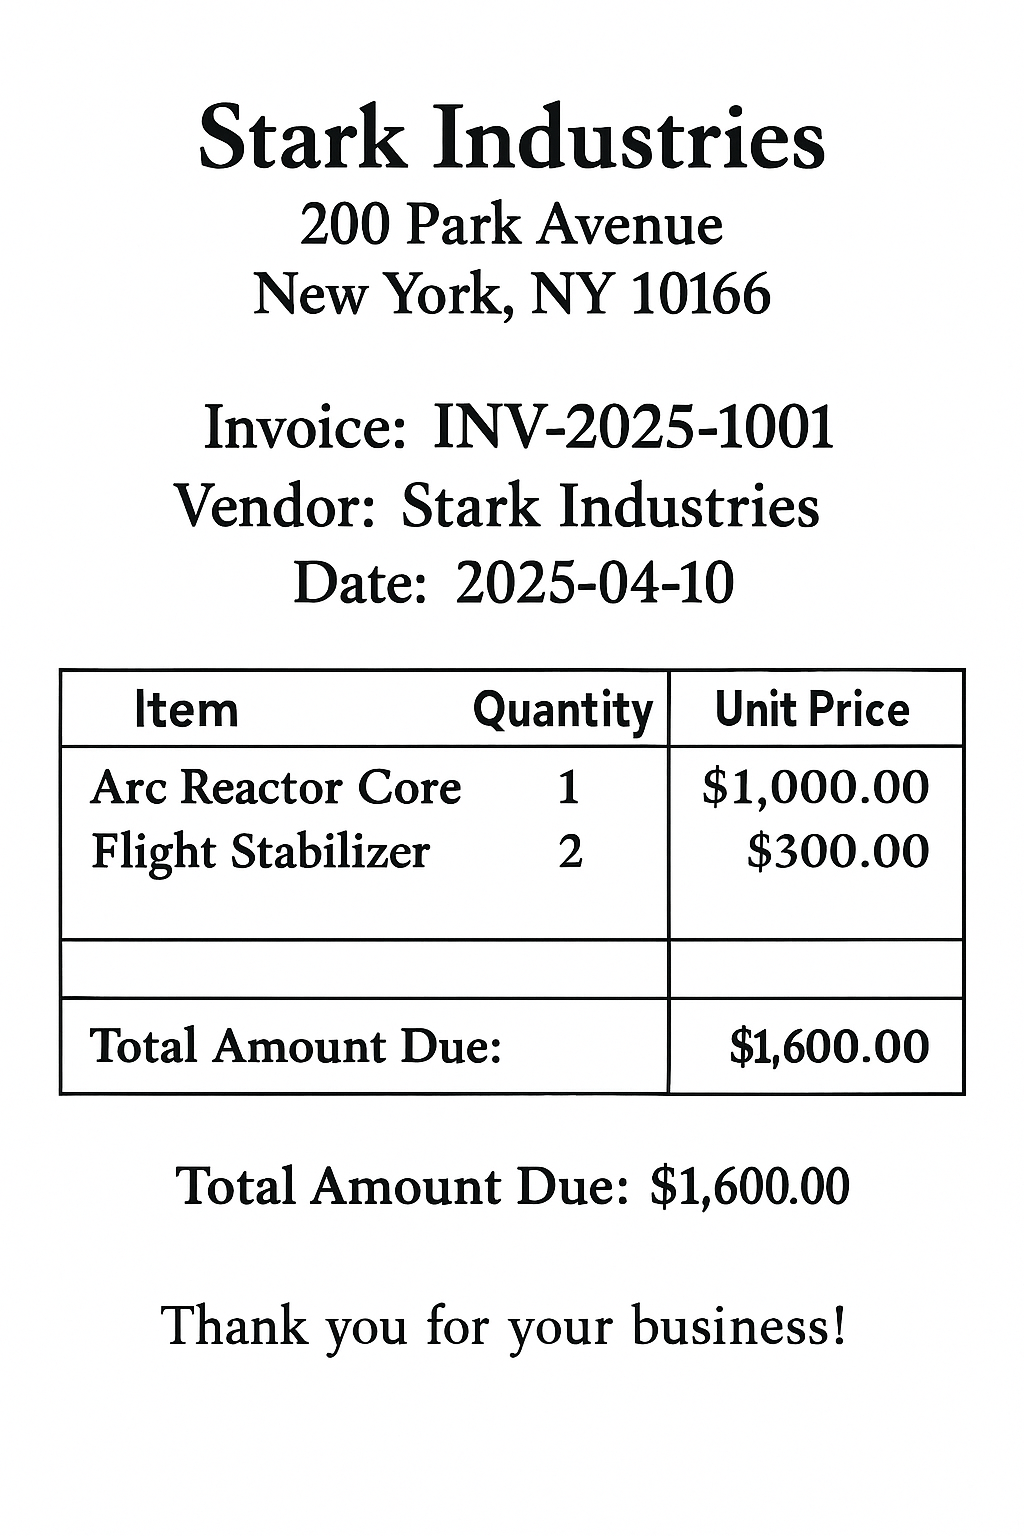 Stark Industries
200 Park Avenue
New York, NY 10166
Invoice: INV-2025-1001
Vendor: Stark Industries
Date: 2025-04-10
Item Quantity Unit Price
Arc Reactor Core 1 $1,000.00
Flight Stabilizer 2 $300.00
Total Amount Due: $1,600.00
Total Amount Due: $1,600.00
Thank you for your business!